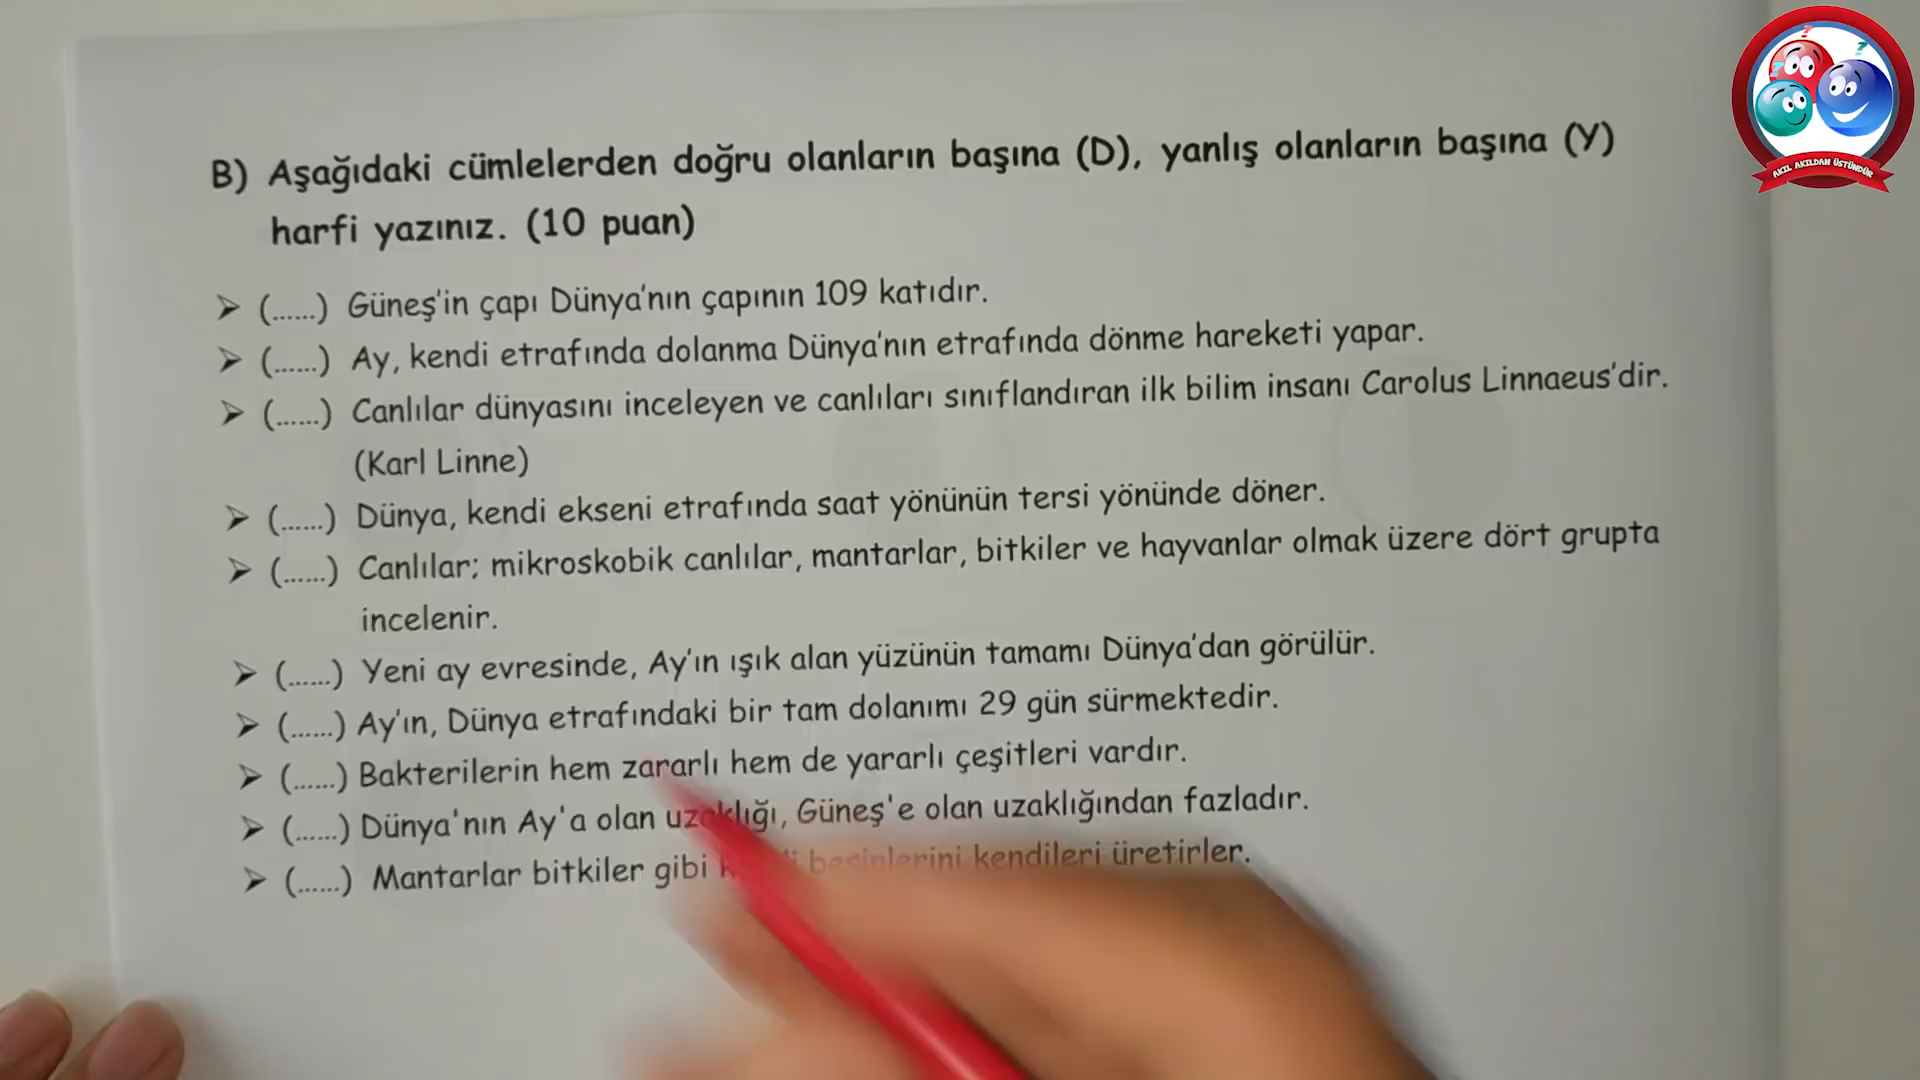 AKIL AKILDAN ÜSTÜNDÜR
B) Aşağıdaki cümlelerden doğru olanların başına (D), yanlış olanların başına (Y)
harfi yazınız. (10 puan)
➢ (......) Güneş'in çapı Dünya'nın çapının 109 katıdır.
➢ (......) Ay, kendi etrafında dolanma Dünya'nın etrafında dönme hareketi yapar.
➢ (......) Canlılar dünyasını inceleyen ve canlıları sınıflandıran ilk bilim insanı Carolus Linnaeus'dir.
(Karl Linne)
➢ (......) Dünya, kendi ekseni etrafında saat yönünün tersi yönünde döner.
➢ (......) Canlılar; mikroskobik canlılar, mantarlar, bitkiler ve hayvanlar olmak üzere dört grupta
incelenir.
➢ (......) Yeni ay evresinde, Ay'ın ışık alan yüzünün tamamı Dünya'dan görülür.
➢ (......) Ay'ın, Dünya etrafındaki bir tam dolanımı 29 gün sürmektedir.
➢ (......) Bakterilerin hem zararlı hem de yararlı çeşitleri vardır.
➢ (......) Dünya'nın Ay'a olan uzaklığı, Güneş'e olan uzaklığından fazladır.
➢ (......) Mantarlar bitkiler gibi besinlerini kendileri üretirler.